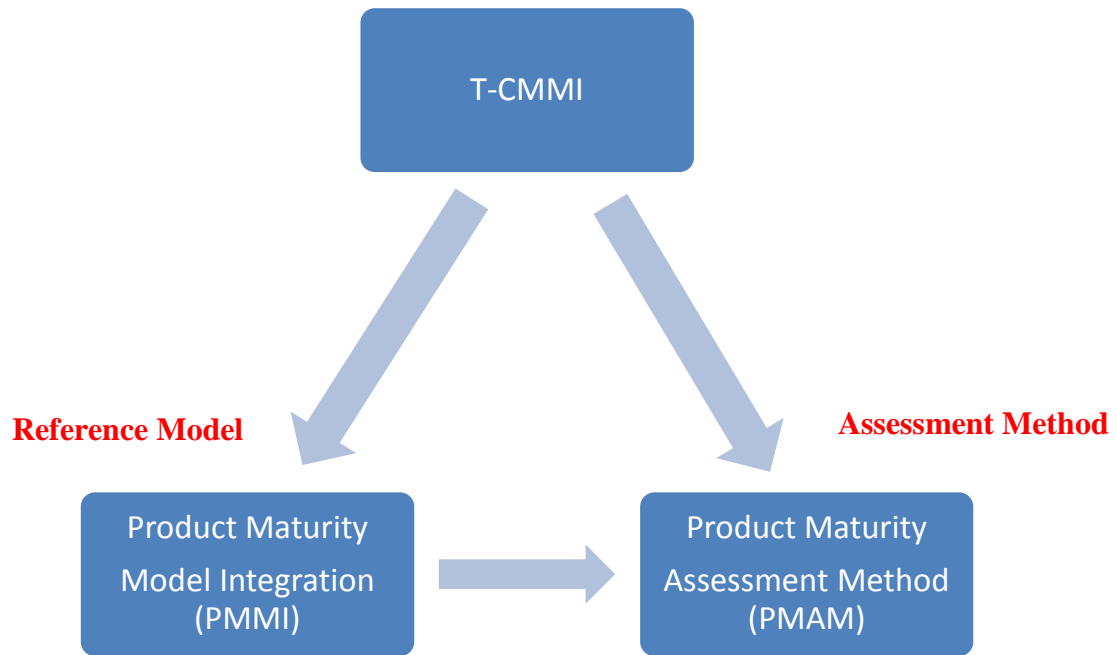 T-CMMI
Reference Model
Assessment Method
Product Maturity
Model Integration
(PMMI)
Product Maturity
Assessment Method
(PMAM)